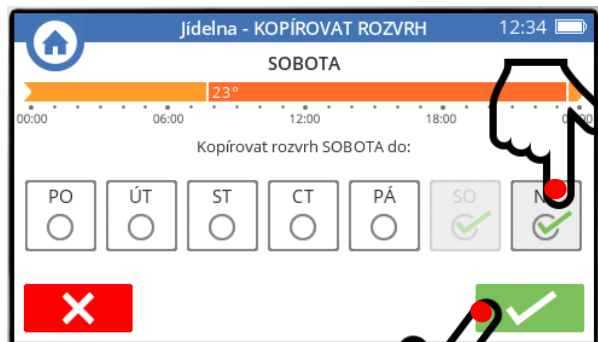 Jídelna - KOPÍROVAT ROZVRH 12:34
SOBOTA
23°
00:00 06:00 12:00 18:00
Kopírovat rozvrh SOBOTA do:
PO ÚT ST CT PÁ SO